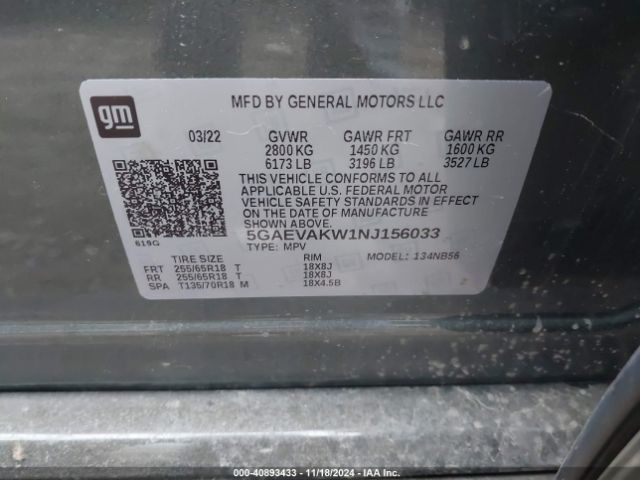 gm
MFD BY GENERAL MOTORS LLC
03/22 GVWR GAWR FRT GAWR RR
2800 KG 1450 KG 1600 KG
6173 LB 3196 LB 3527 LB
THIS VEHICLE CONFORMS TO ALL
APPLICABLE U.S. FEDERAL MOTOR
VEHICLE SAFETY STANDARDS IN EFFECT
ON THE DATE OF MANUFACTURE
SHOWN ABOVE.
619G
5GAEVAKW1NJ156033
TYPE: MPV MODEL: 134NB56
TIRE SIZE RIM
FRT 255/65R18 T 18X8J
RR 255/65R18 T 18X8J
SPA T135/70R18 M 18X4.5B
000-40893433 - 11/18/2024 - IAA Inc.